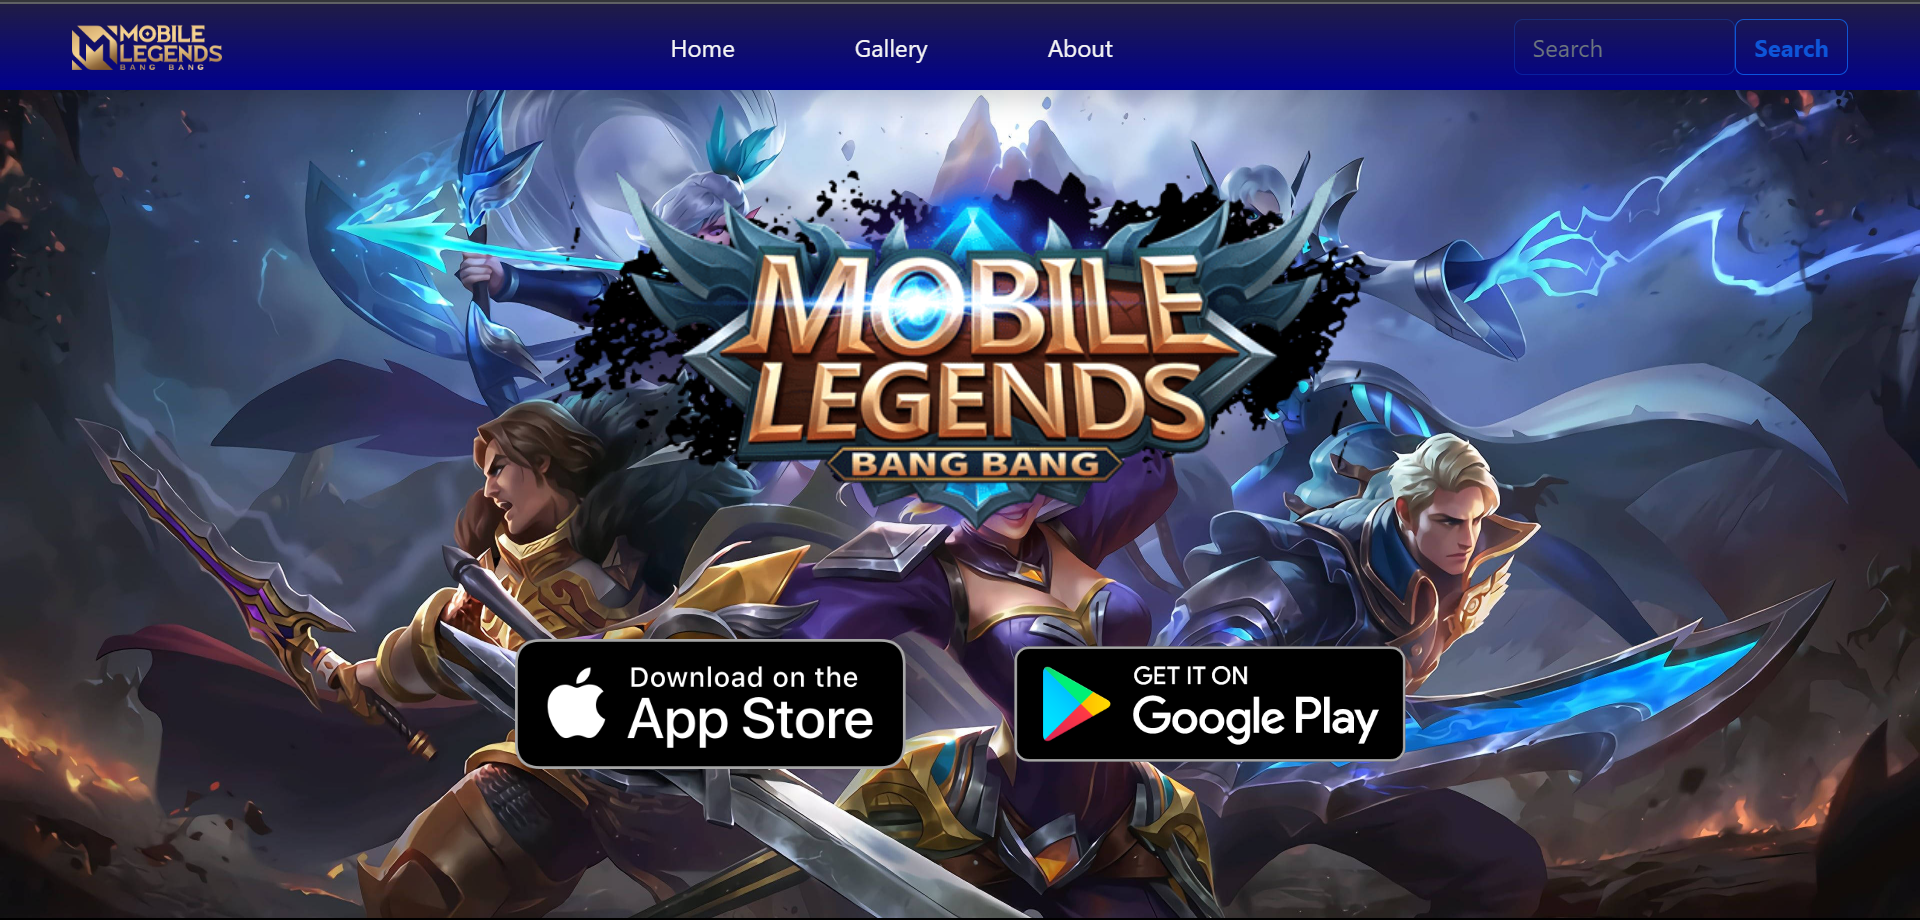 MOBILE
LEGENDS
BANG BANG
Home
Gallery
About
Search
Search
MOBILE
LEGENDS
BANG BANG
Download on the
App Store
GET IT ON
Google Play